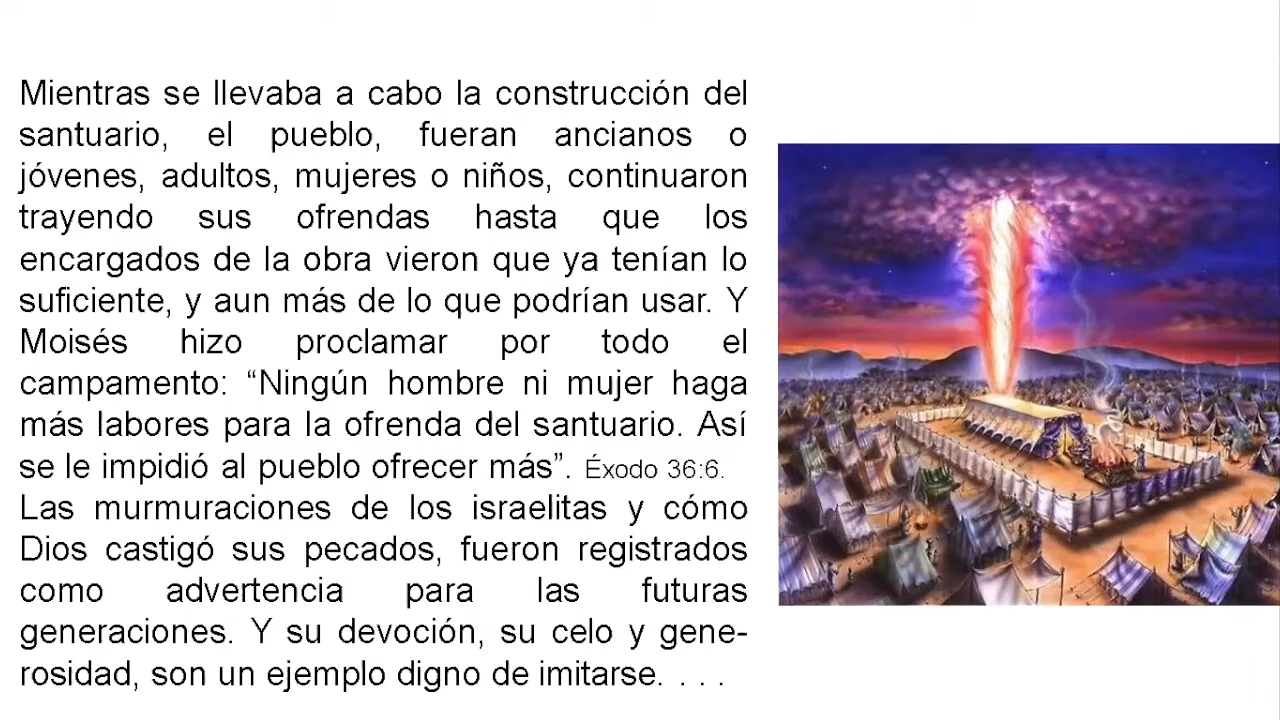 Mientras se llevaba a cabo la construcción del
santuario, el pueblo, fueran ancianos o
jóvenes, adultos, mujeres o niños, continuaron
trayendo sus ofrendas hasta que los
encargados de la obra vieron que ya tenían lo
suficiente, y aun más de lo que podrían usar. Y
Moisés hizo proclamar por todo el
campamento: “Ningún hombre ni mujer haga
más labores para la ofrenda del santuario. Así
se le impidió al pueblo ofrecer más”. Éxodo 36:6.
Las murmuraciones de los israelitas y cómo
Dios castigó sus pecados, fueron registrados
como advertencia para las futuras
generaciones. Y su devoción, su celo y gene-
rosidad, son un ejemplo digno de imitarse. . . .